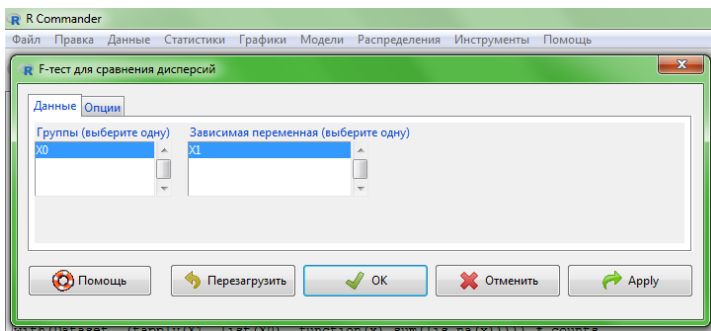 R Commander
Файл Правка Данные Статистики Графики Модели Распределения Инструменты Помощь
F-тест для сравнения дисперсий
Данные Опции
Группы (выберите одну) Зависимая переменная (выберите одну)
X0 X1
Помощь Перезагрузить OK Отменить Apply